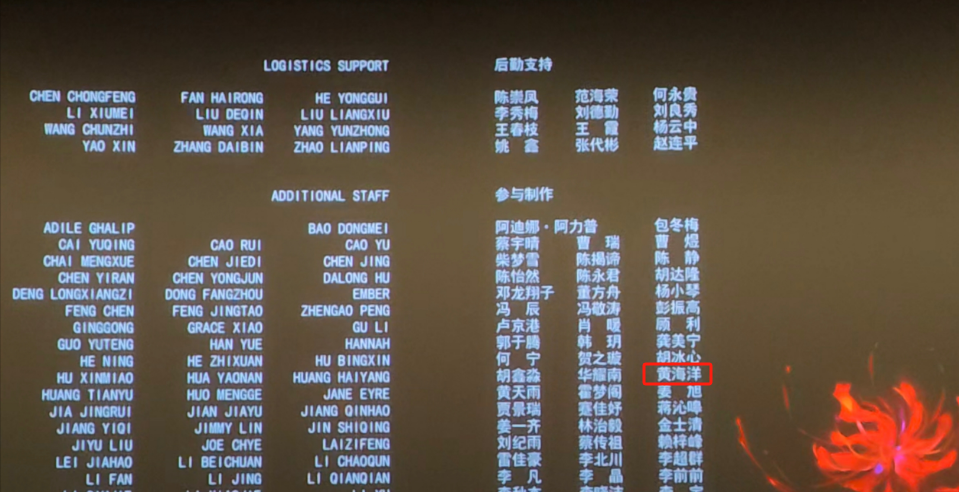 LOGISTICS SUPPORT 后勤支持
CHEN CHONGFENG FAN HAIRONG HE YONGGUI 陈崇凤 范海荣 何永贵
LI XIUMEI LIU DEQIN LIU LIANGXIU 李秀梅 刘德勤 刘良秀
WANG CHUNZHI WANG XIA YANG YUNZHONG 王春枝 王 霞 杨云中
YAO XIN ZHANG DAIBIN ZHAO LIANPING 姚 鑫 张代彬 赵连平
ADDITIONAL STAFF 参与制作
ADILE GHALIP BAO DONGMEI 阿迪娜·阿力普 包冬梅
CAI YUQING CAO RUI CAO YU 蔡宇晴 曹 瑞 曹 煜
CHAI MENGXUE CHEN JIEDI CHEN JING 柴梦雪 陈揭谛 陈 静
CHEN YIRAN CHEN YONGJUN DALONG HU 陈怡然 陈永君 胡达隆
DENG LONGXIANGZI DONG FANGZHOU EMBER 邓龙翔子 董方舟 杨小琴
FENG CHEN FENG JINGTAO ZHENGAO PENG 冯 辰 冯敬涛 彭振高
GINGGONG GRACE XIAO GU LI 卢京港 肖 暖 顾 利
GUO YUTENG HAN YUE HANNAH 郭于腾 韩 玥 龚美宁
HE NING HE ZHIXUAN HU BINGXIN 何 宁 贺之璇 胡冰心
HU XINMIAO HUA YAONAN HUANG HAIYANG 胡鑫淼 华耀南 黄海洋
HUANG TIANYU HUO MENGGE JANE EYRE 黄天雨 霍梦阁 姜 旭
JIA JINGRUI JIAN JIAYU JIANG QINHAO 贾景瑞 蹇佳妤 蒋沁嗥
JIANG YIQI JIMMY LIN JIN SHIQING 姜一齐 林治毅 金士清
JIYU LIU JOE CHYE LAIZIFENG 刘纪雨 蔡传祖 赖梓峰
LEI JIAHAO LI BEICHUAN LI CHAOQUN 雷佳豪 李北川 李超群
LI FAN LI JING LI QIANQIAN 李 凡 李 晶 李前前